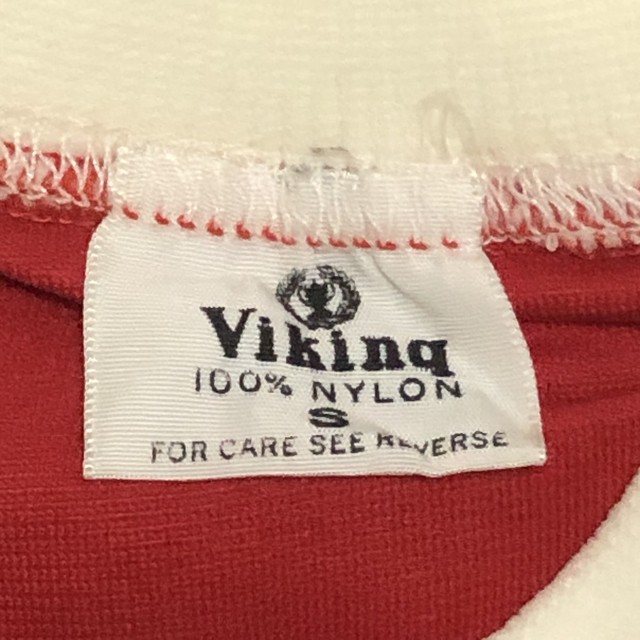 Viking
100% NYLON
S
FOR CARE SEE REVERSE